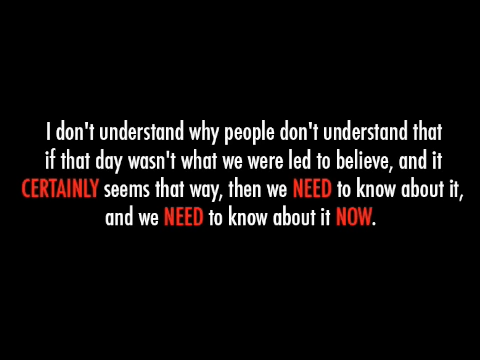 I don't understand why people don't understand that
if that day wasn't what we were led to believe, and it
CERTAINLY seems that way, then we NEED to know about it,
and we NEED to know about it NOW.